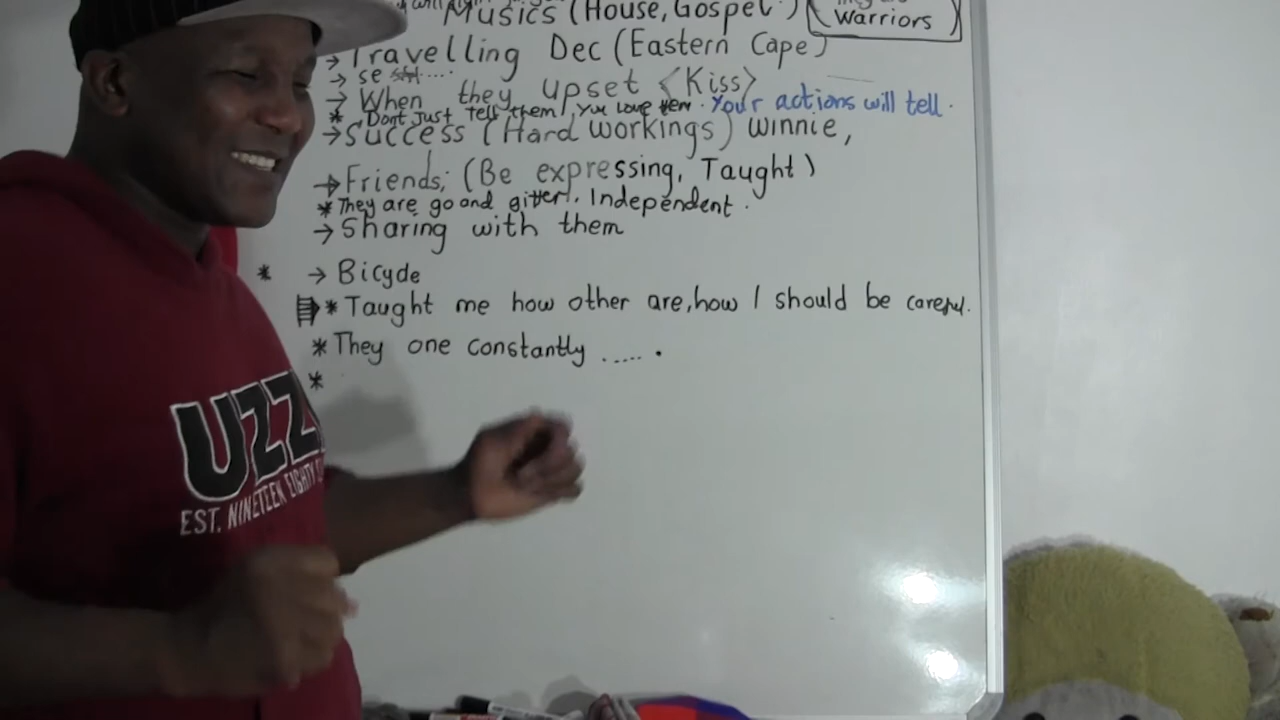 Musics (House, Gospel )
Warriors
→ Travelling Dec (Eastern Cape)
→ se ....
→ When they upset <Kiss>
* Dont Just Tell them you Love them. Your actions will tell.
→ Success (Hard workings) Winnie,
→ Friends; (Be expressing, Taught)
* They are go and gitter, Independent.
→ Sharing with them
* → Bicycle
* Taught me how other are, how I should be careful.
* They one constantly ..... .
*
UZZ
EST. NINETEEN EIGHTY